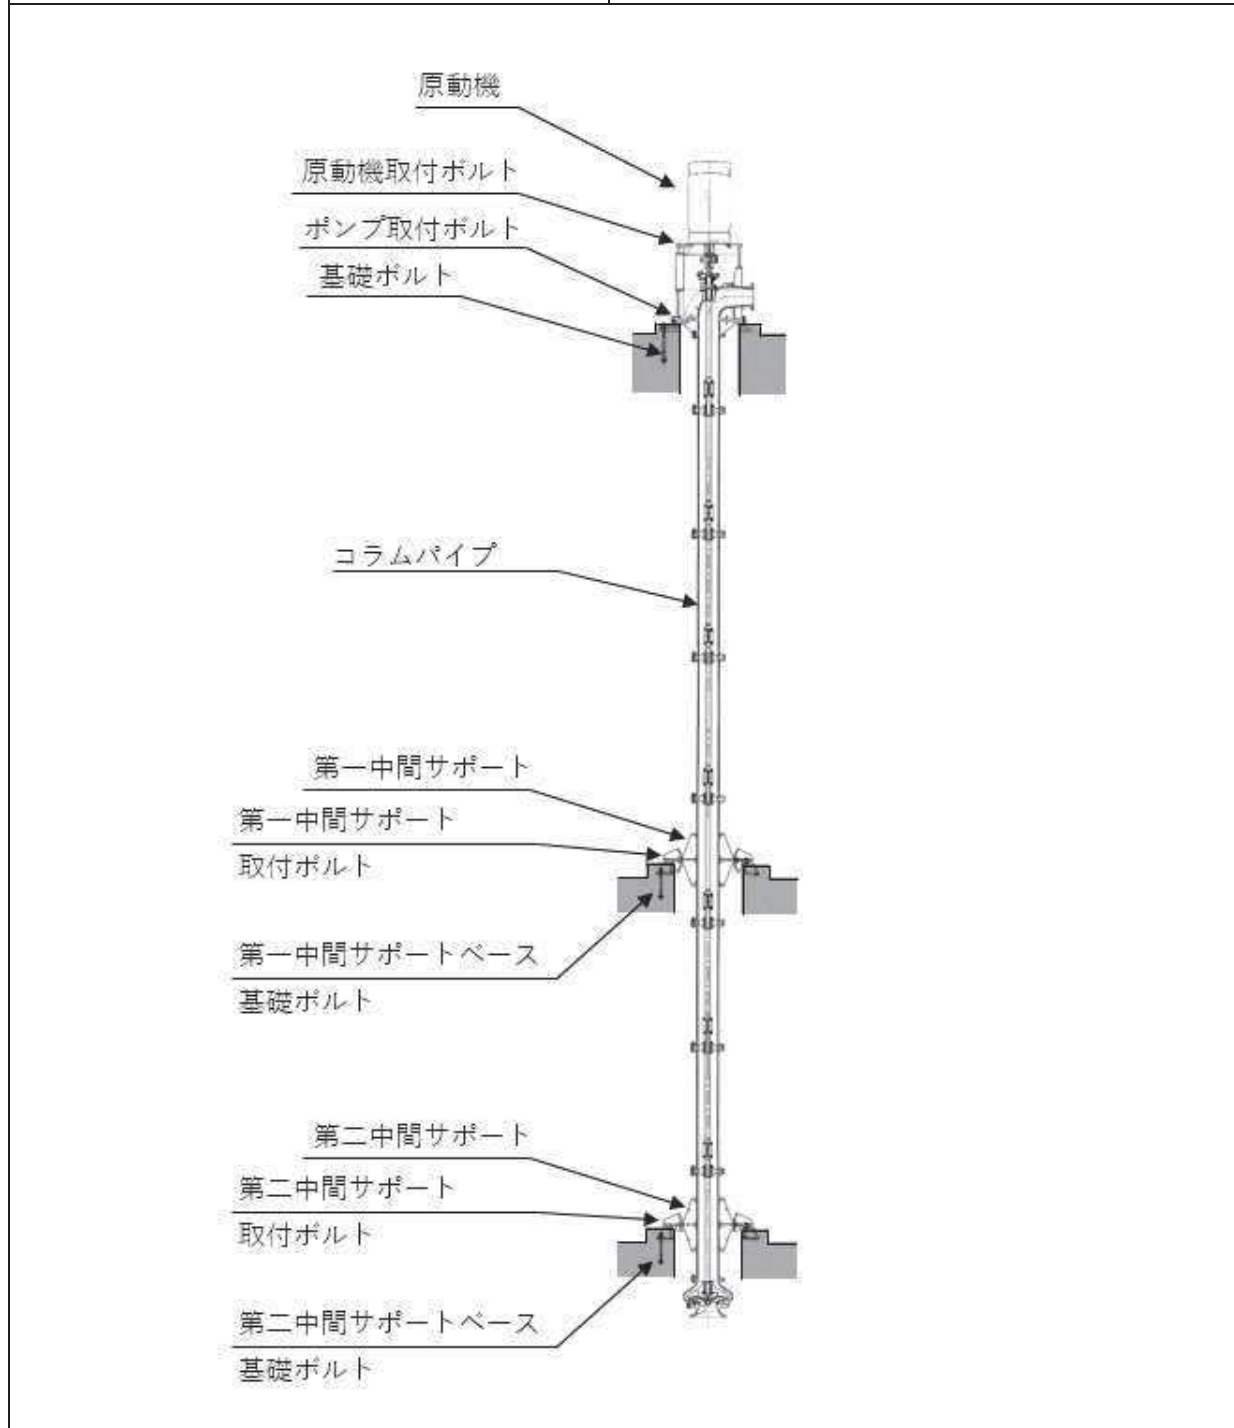 原動機
原動機取付ボルト
ポンプ取付ボルト
基礎ボルト
コラムパイプ
第一中間サポート
第一中間サポート
取付ボルト
第一中間サポートベース
基礎ボルト
第二中間サポート
第二中間サポート
取付ボルト
第二中間サポートベース
基礎ボルト